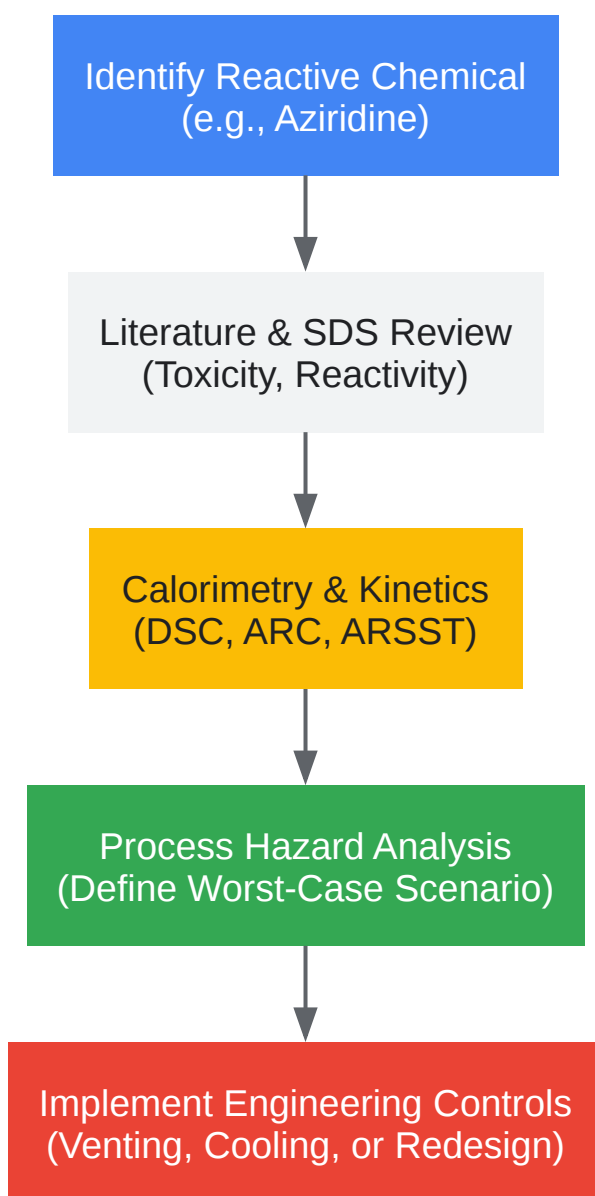 Identify Reactive Chemical
(e.g., Aziridine)
Literature & SDS Review
(Toxicity, Reactivity)
Calorimetry & Kinetics
(DSC, ARC, ARSST)
Process Hazard Analysis
(Define Worst-Case Scenario)
Implement Engineering Controls
(Venting, Cooling, or Redesign)